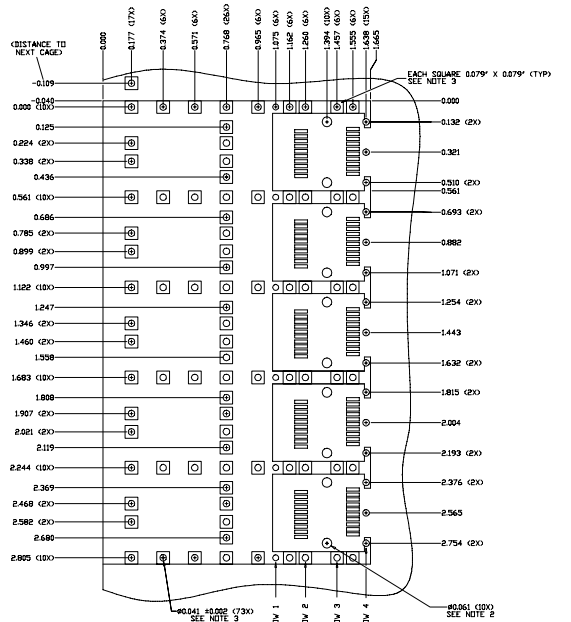 0.000
0.177 (17X)
0.374 (6X)
0.571 (6X)
0.768 (26X)
0.965 (6X)
1.075 (6X)
1.162 (6X)
1.260 (6X)
1.394 (10X)
1.457 (6X)
1.555 (6X)
1.638 (15X)
1.665
(DISTANCE TO
NEXT CAGE)
-0.109
-0.040
0.000 (10X)
0.125
0.224 (2X)
0.338 (2X)
0.436
0.561 (10X)
0.686
0.785 (2X)
0.899 (2X)
0.997
1.122 (10X)
1.247
1.346 (2X)
1.460 (2X)
1.558
1.683 (10X)
1.808
1.907 (2X)
2.021 (2X)
2.119
2.244 (10X)
2.369
2.468 (2X)
2.582 (2X)
2.680
2.805 (10X)
EACH SQUARE 0.079" X 0.079" (TYP)
SEE NOTE 3
0.000
0.132 (2X)
0.321
0.510 (2X)
0.561
0.693 (2X)
0.882
1.071 (2X)
1.254 (2X)
1.443
1.632 (2X)
1.815 (2X)
2.004
2.193 (2X)
2.376 (2X)
2.565
2.754 (2X)
Ø0.041 ±0.002 (73X)
SEE NOTE 3
Ø0.061 (10X)
SEE NOTE 2